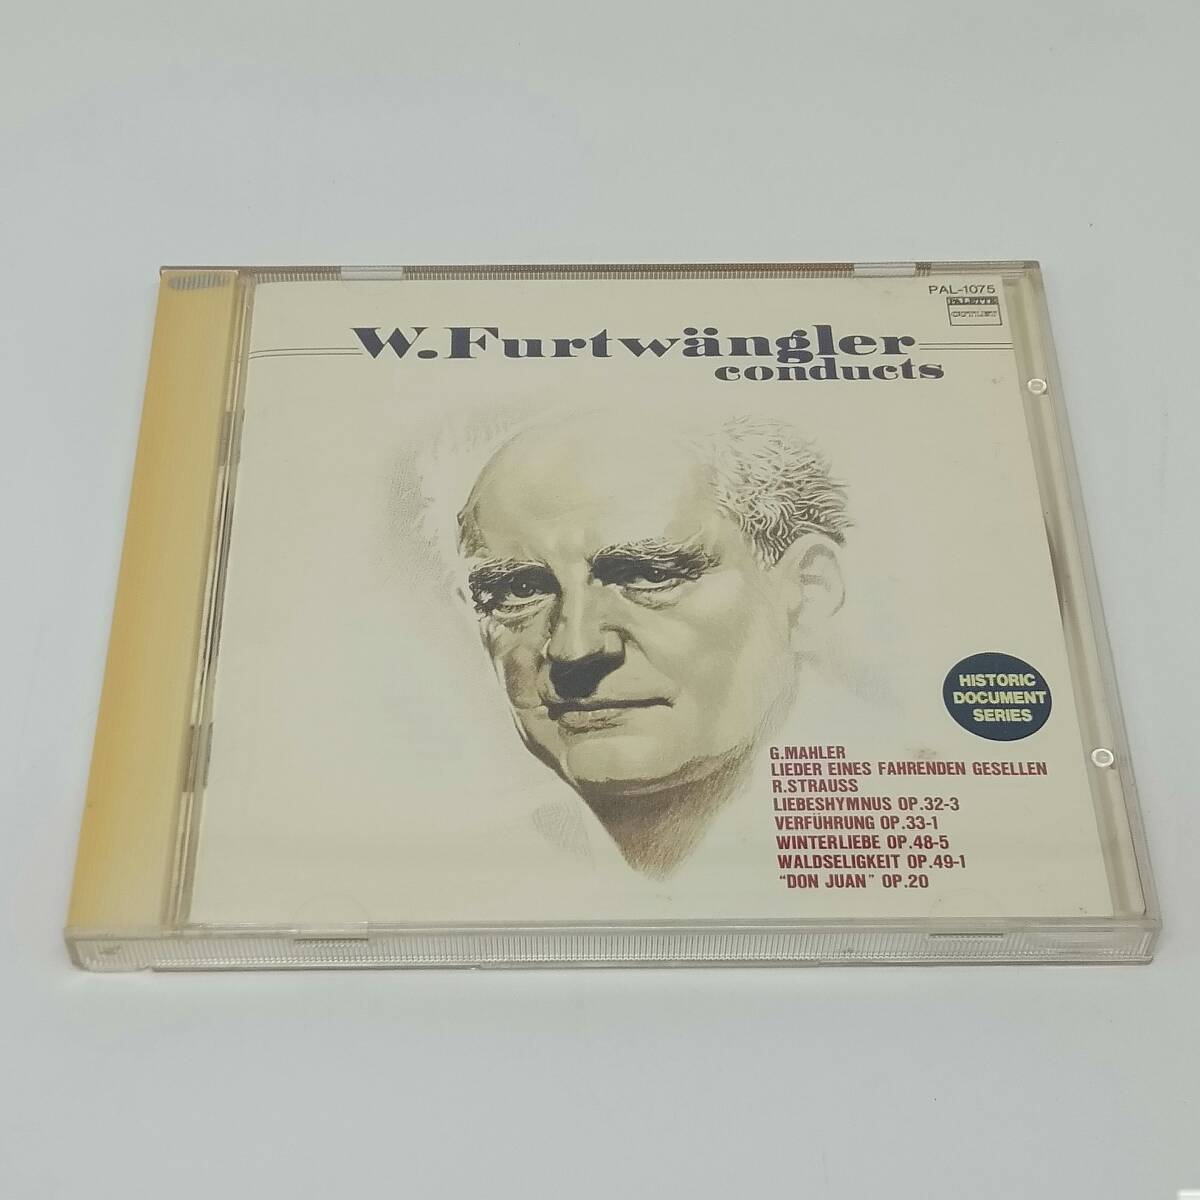 PAL-1075
PALETTE
OUTLET
W.Furtwängler
conducts
HISTORIC
DOCUMENT
SERIES
G.MAHLER
LIEDER EINES FAHRENDEN GESELLEN
R.STRAUSS
LIEBESHYMNUS OP.32-3
VERFÜHRUNG OP.33-1
WINTERLIEBE OP.48-5
WALDSELIGKEIT OP.49-1
"DON JUAN" OP.20